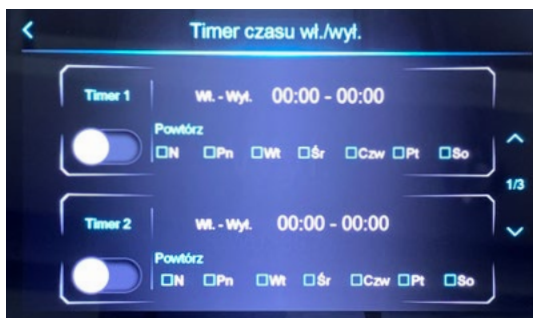 Timer czasu wł./wył.
Timer 1 Wł. - Wył. 00:00 - 00:00
Powtórz
N Pn Wt Śr Czw Pt So
1/3
Timer 2 Wł. - Wył. 00:00 - 00:00
Powtórz
N Pn Wt Śr Czw Pt So